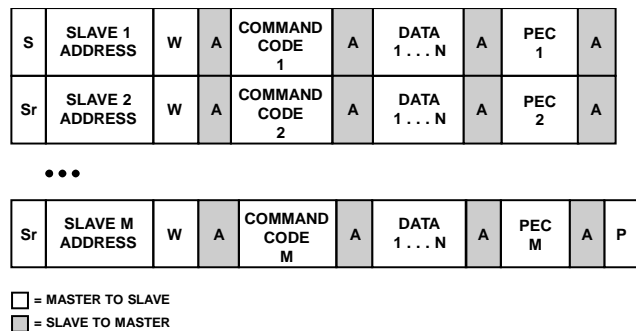 S SLAVE 1 ADDRESS W A COMMAND CODE 1 A DATA 1 . . . N A PEC 1 A
Sr SLAVE 2 ADDRESS W A COMMAND CODE 2 A DATA 1 . . . N A PEC 2 A
•••
Sr SLAVE M ADDRESS W A COMMAND CODE M A DATA 1 . . . N A PEC M A P
= MASTER TO SLAVE
= SLAVE TO MASTER